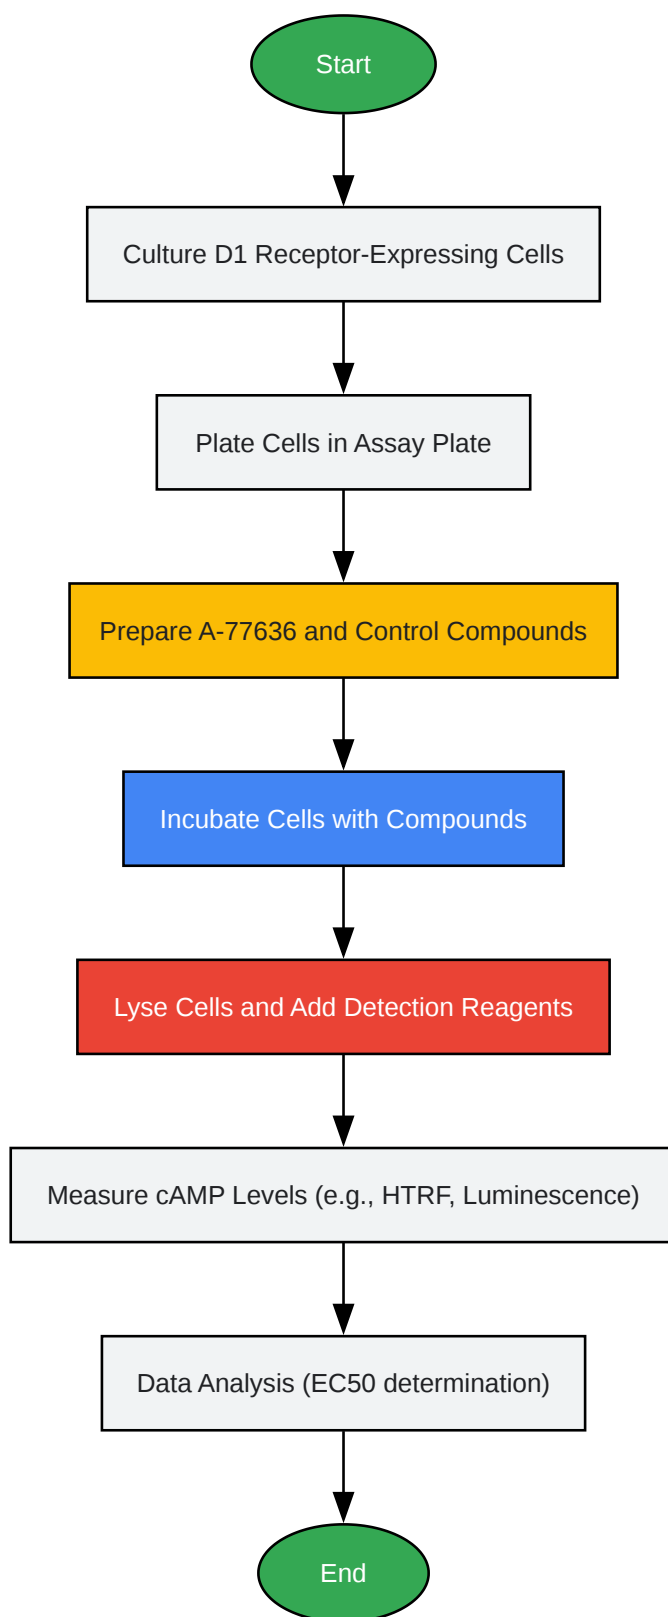 Start
Culture D1 Receptor-Expressing Cells
Plate Cells in Assay Plate
Prepare A-77636 and Control Compounds
Incubate Cells with Compounds
Lyse Cells and Add Detection Reagents
Measure cAMP Levels (e.g., HTRF, Luminescence)
Data Analysis (EC50 determination)
End